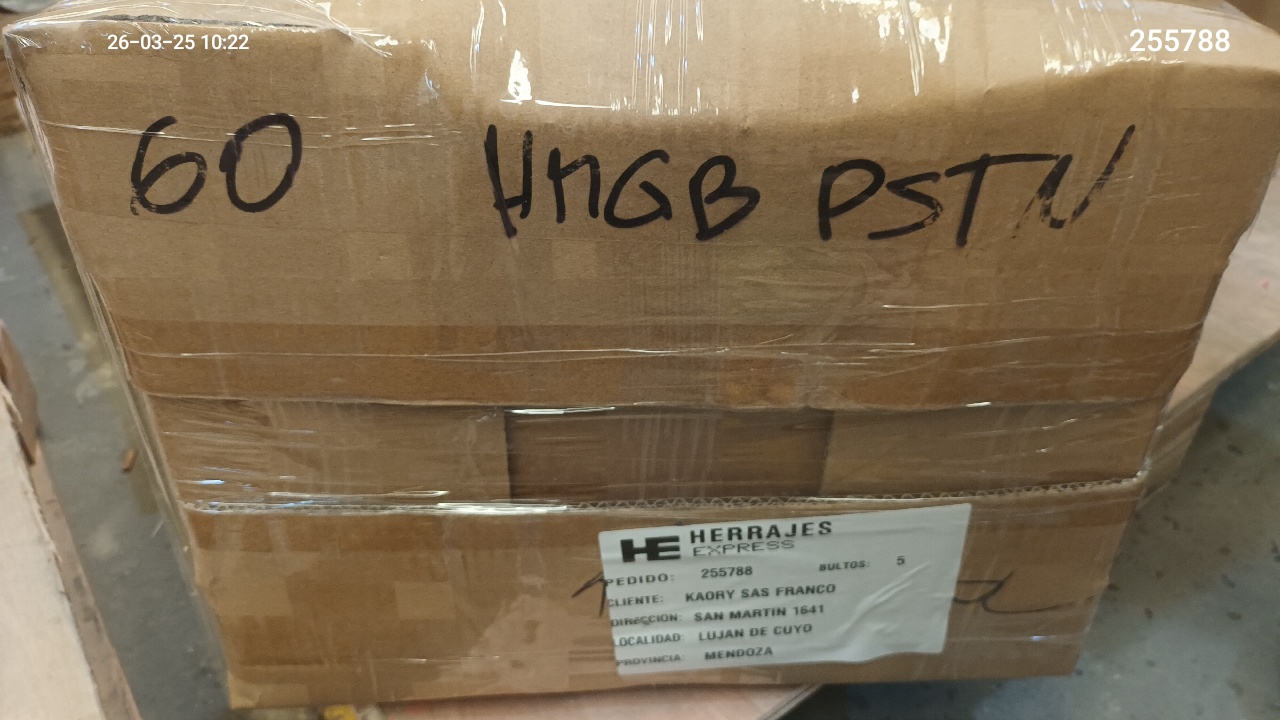 26-03-25 10:22
255788
60 HMGB PSTN
HE HERRAJES
EXPRESS
PEDIDO: 255788 BULTOS: 5
CLIENTE: KAORY SAS FRANCO
DIRECCION: SAN MARTIN 1641
LOCALIDAD: LUJAN DE CUYO
PROVINCIA: MENDOZA